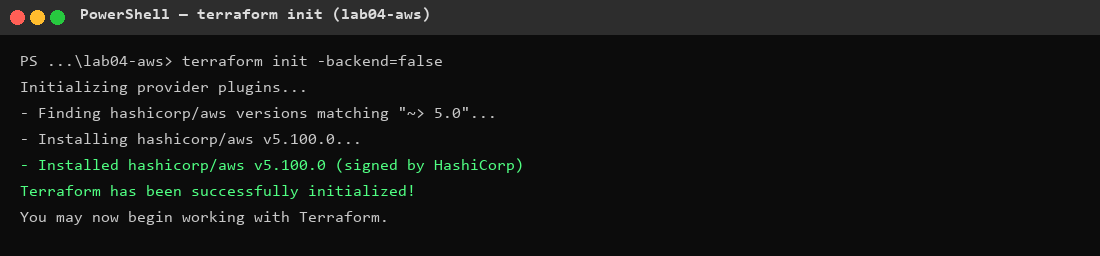 PowerShell — terraform init (lab04-aws)
PS ...\lab04-aws> terraform init -backend=false
Initializing provider plugins...
- Finding hashicorp/aws versions matching "~> 5.0"...
- Installing hashicorp/aws v5.100.0...
- Installed hashicorp/aws v5.100.0 (signed by HashiCorp)
Terraform has been successfully initialized!
You may now begin working with Terraform.